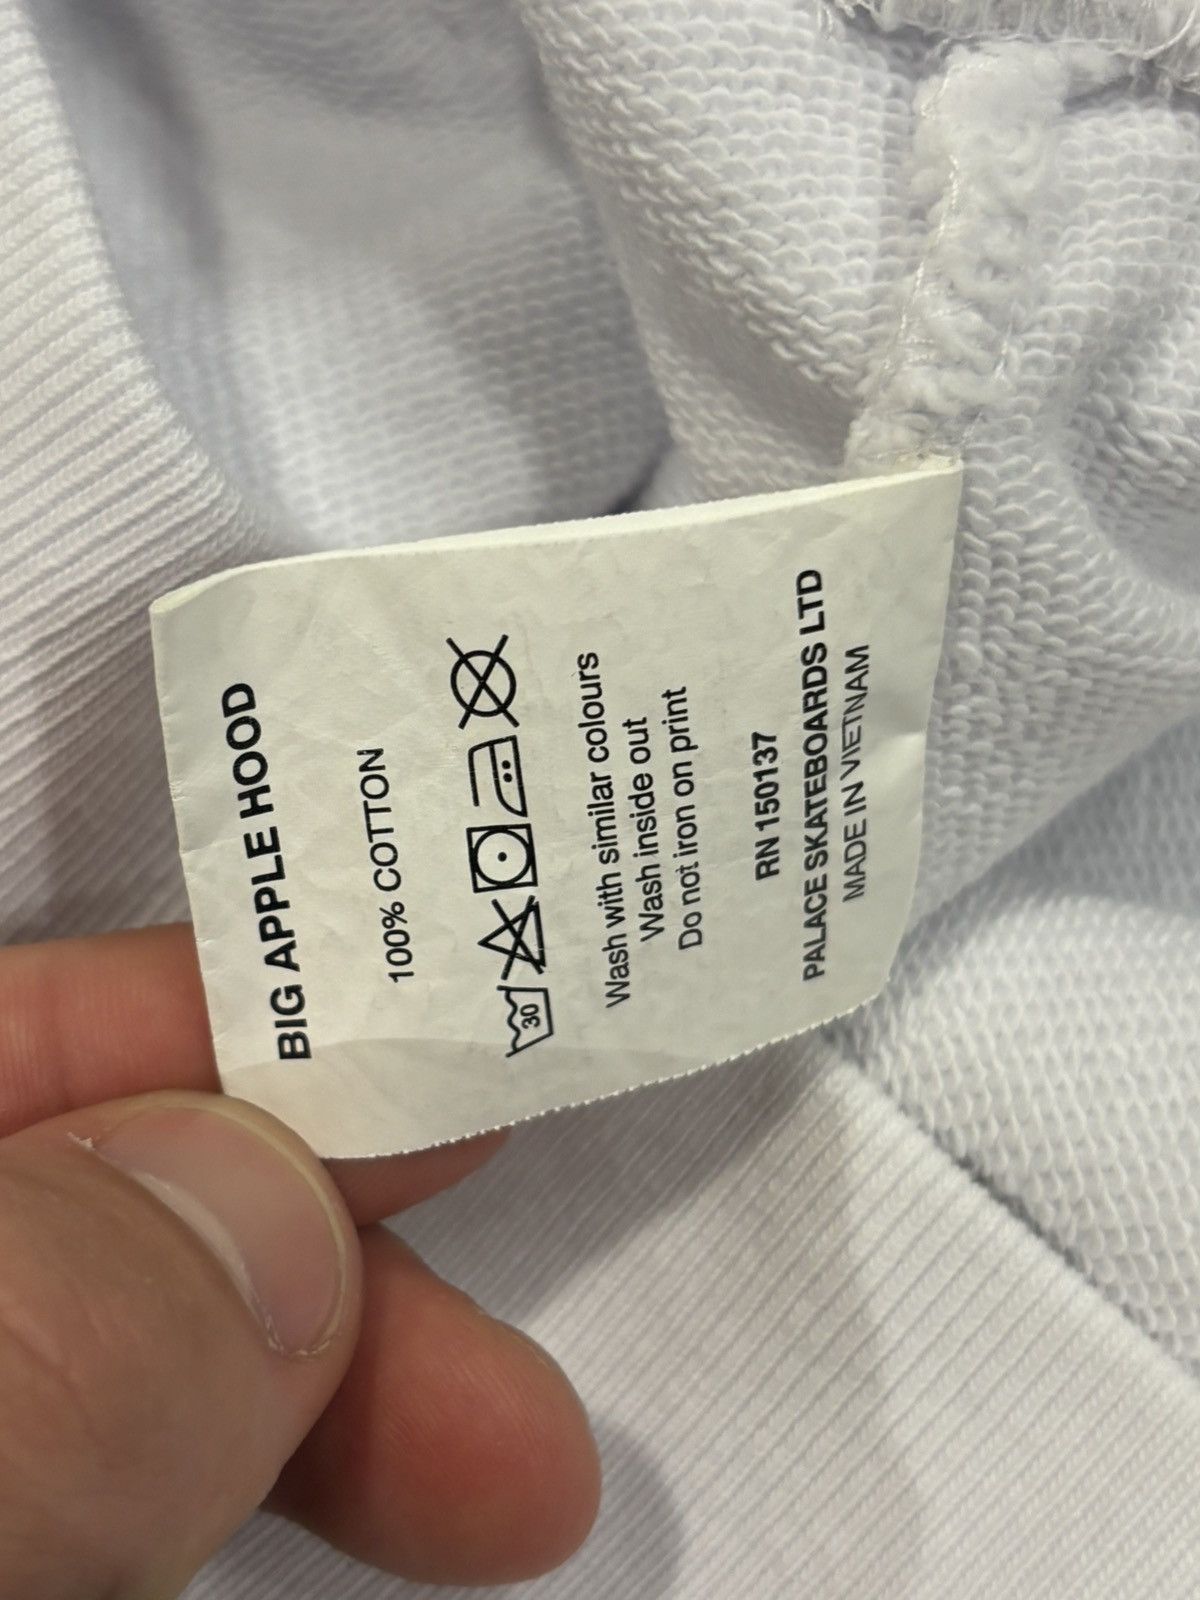 BIG APPLE HOOD
100% COTTON
30
Wash with similar colours
Wash inside out
Do not iron on print
RN 150137
PALACE SKATEBOARDS LTD
MADE IN VIETNAM